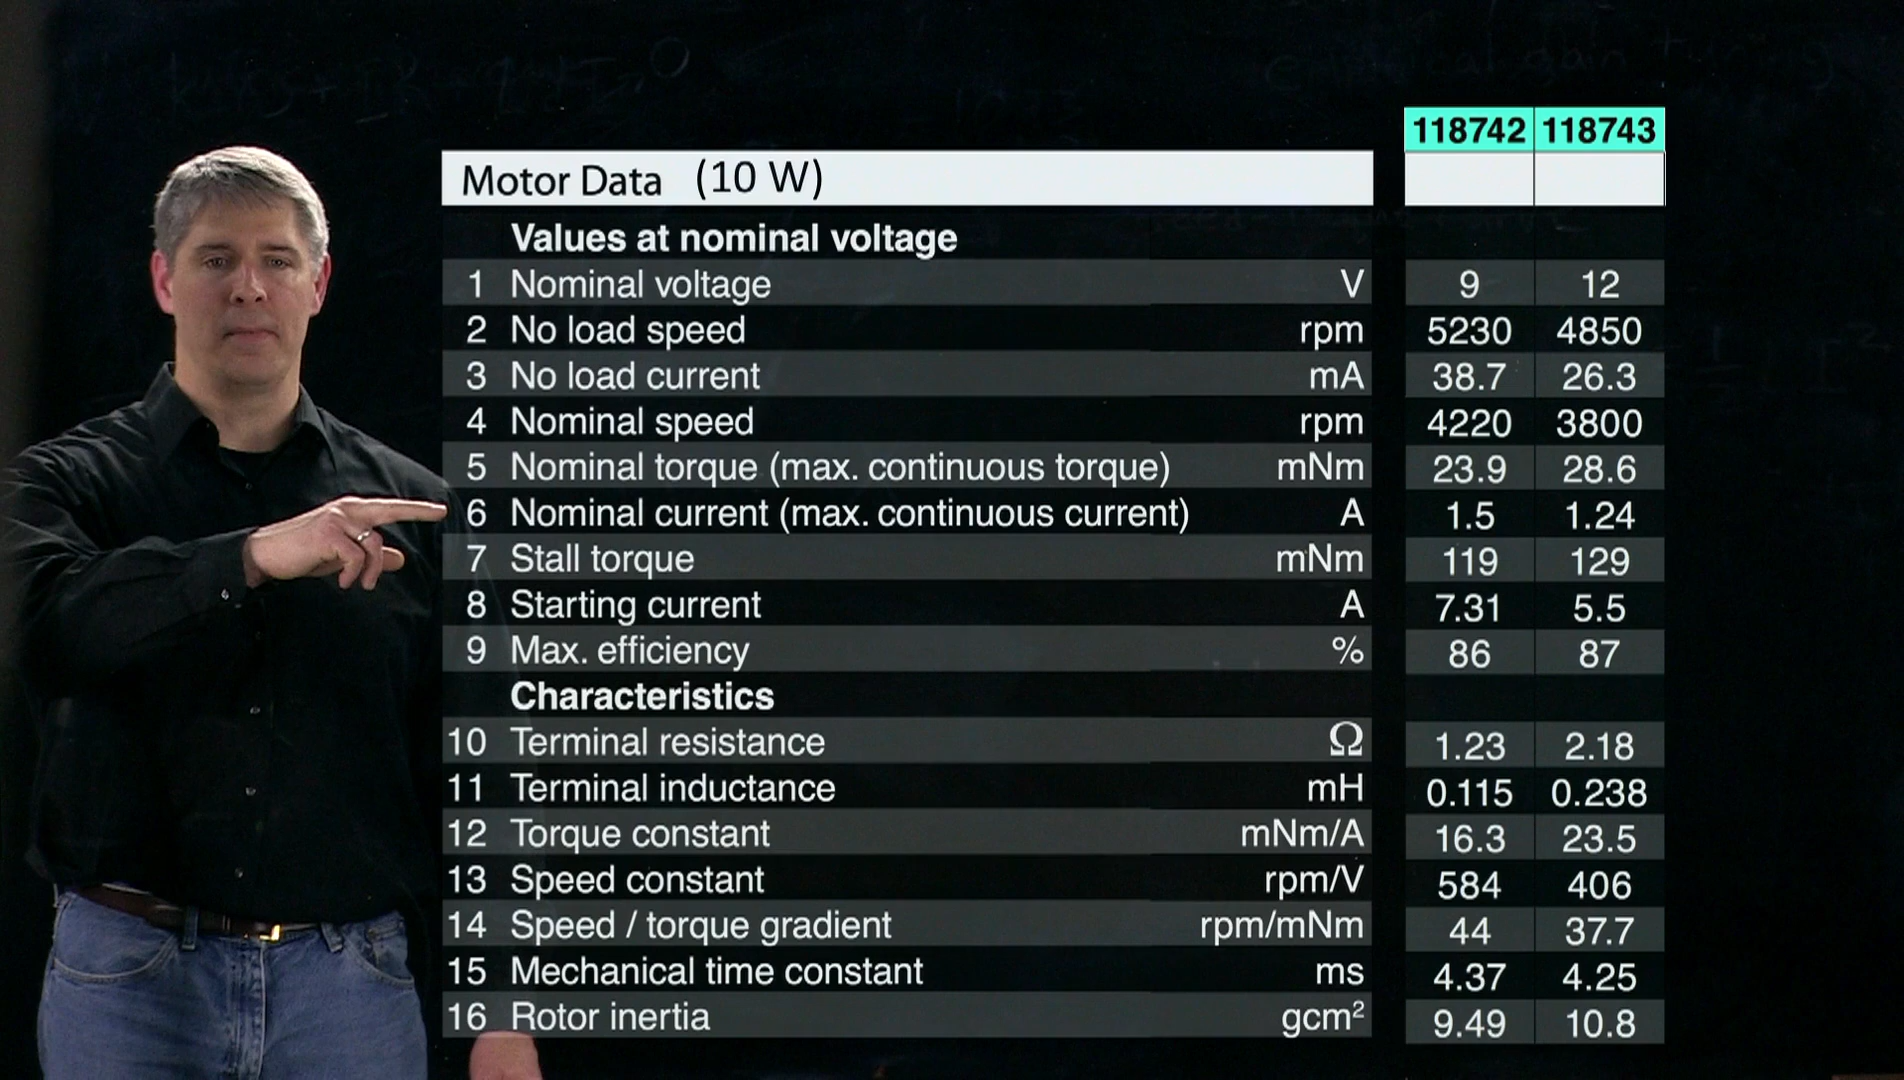 118742 118743
Motor Data (10 W)
Values at nominal voltage
1 Nominal voltage V 9 12
2 No load speed rpm 5230 4850
3 No load current mA 38.7 26.3
4 Nominal speed rpm 4220 3800
5 Nominal torque (max. continuous torque) mNm 23.9 28.6
6 Nominal current (max. continuous current) A 1.5 1.24
7 Stall torque mNm 119 129
8 Starting current A 7.31 5.5
9 Max. efficiency % 86 87
Characteristics
10 Terminal resistance Ω 1.23 2.18
11 Terminal inductance mH 0.115 0.238
12 Torque constant mNm/A 16.3 23.5
13 Speed constant rpm/V 584 406
14 Speed / torque gradient rpm/mNm 44 37.7
15 Mechanical time constant ms 4.37 4.25
16 Rotor inertia gcm² 9.49 10.8